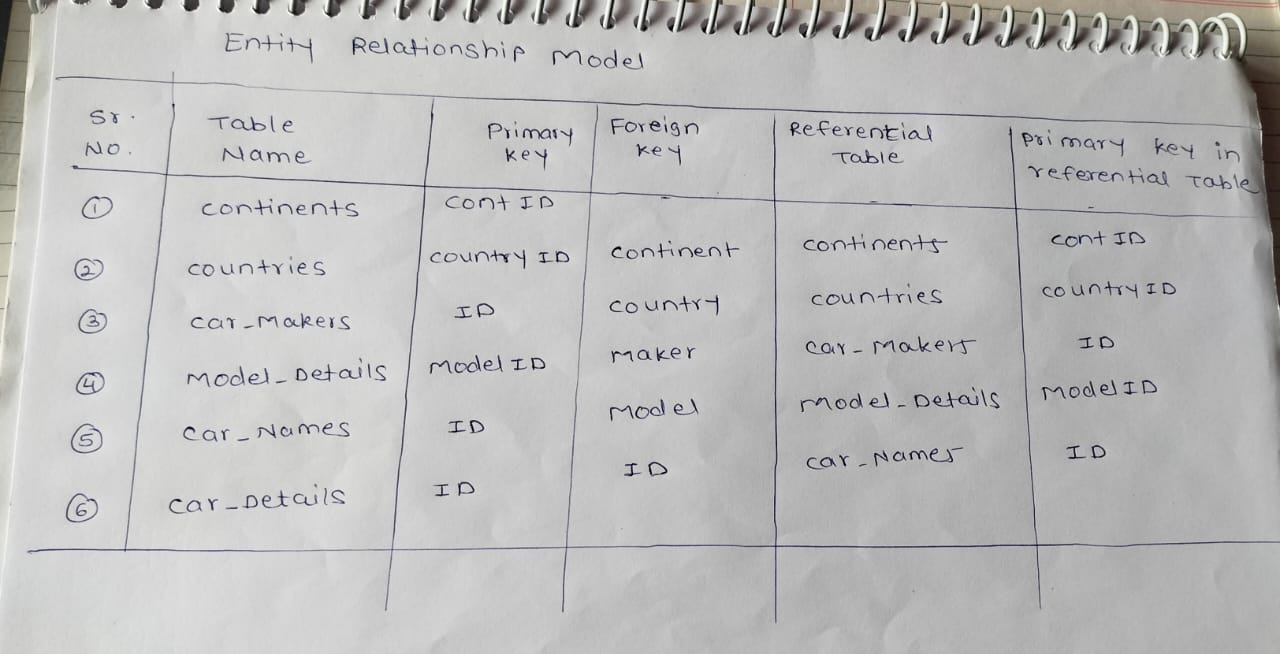 Entity Relationship Model
Sr. No. Table Name Primary Key Foreign Key Referential Table Primary Key in referential Table
① continents cont ID - - -
② countries country ID continent continents cont ID
③ car_Makers ID country countries country ID
④ Model_Details Model ID maker car_Makers ID
⑤ car_Names ID Model Model_Details Model ID
⑥ car_Details ID ID car_Names ID